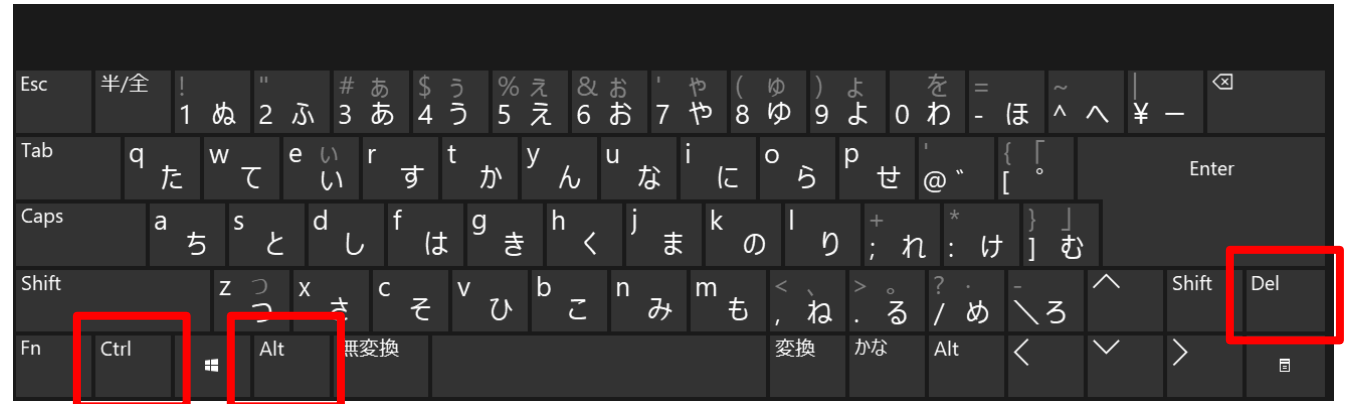 Esc 半/全 ! 1 ぬ " 2 ふ # あ 3 あ $ う 4 う % え 5 え & お 6 お ' や 7 や ( ゆ 8 ゆ ) よ 9 よ を 0 わ = - ほ ~ ^ へ | ¥ ー
Tab q た w て e い い r す t か y ん u な i に o ら p せ ' @ ゛ { 「 [ ゜ Enter
Caps a ち s と d し f は g き h く j ま k の l り + ; れ * : け } 」 ] む
Shift z っ つ x さ c そ v ひ b こ n み m も < 、 , ね > 。 . る ? ・ / め - \ ろ Shift Del
Fn Ctrl Alt 無変換 変換 かな Alt